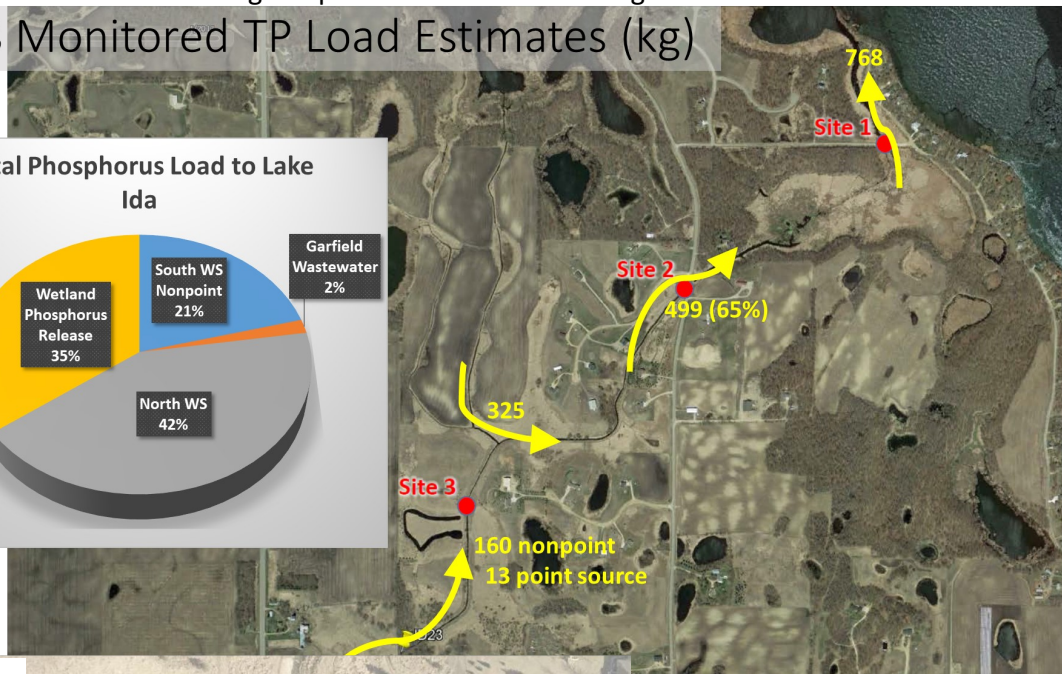 Monitored TP Load Estimates (kg)
768
Site 1
Phosphorus Load to Lake
Ida
Garfield
Wastewater
2%
South WS
Nonpoint
21%
Wetland
Phosphorus
Release
35%
North WS
42%
Site 2
499 (65%)
325
Site 3
160 nonpoint
13 point source